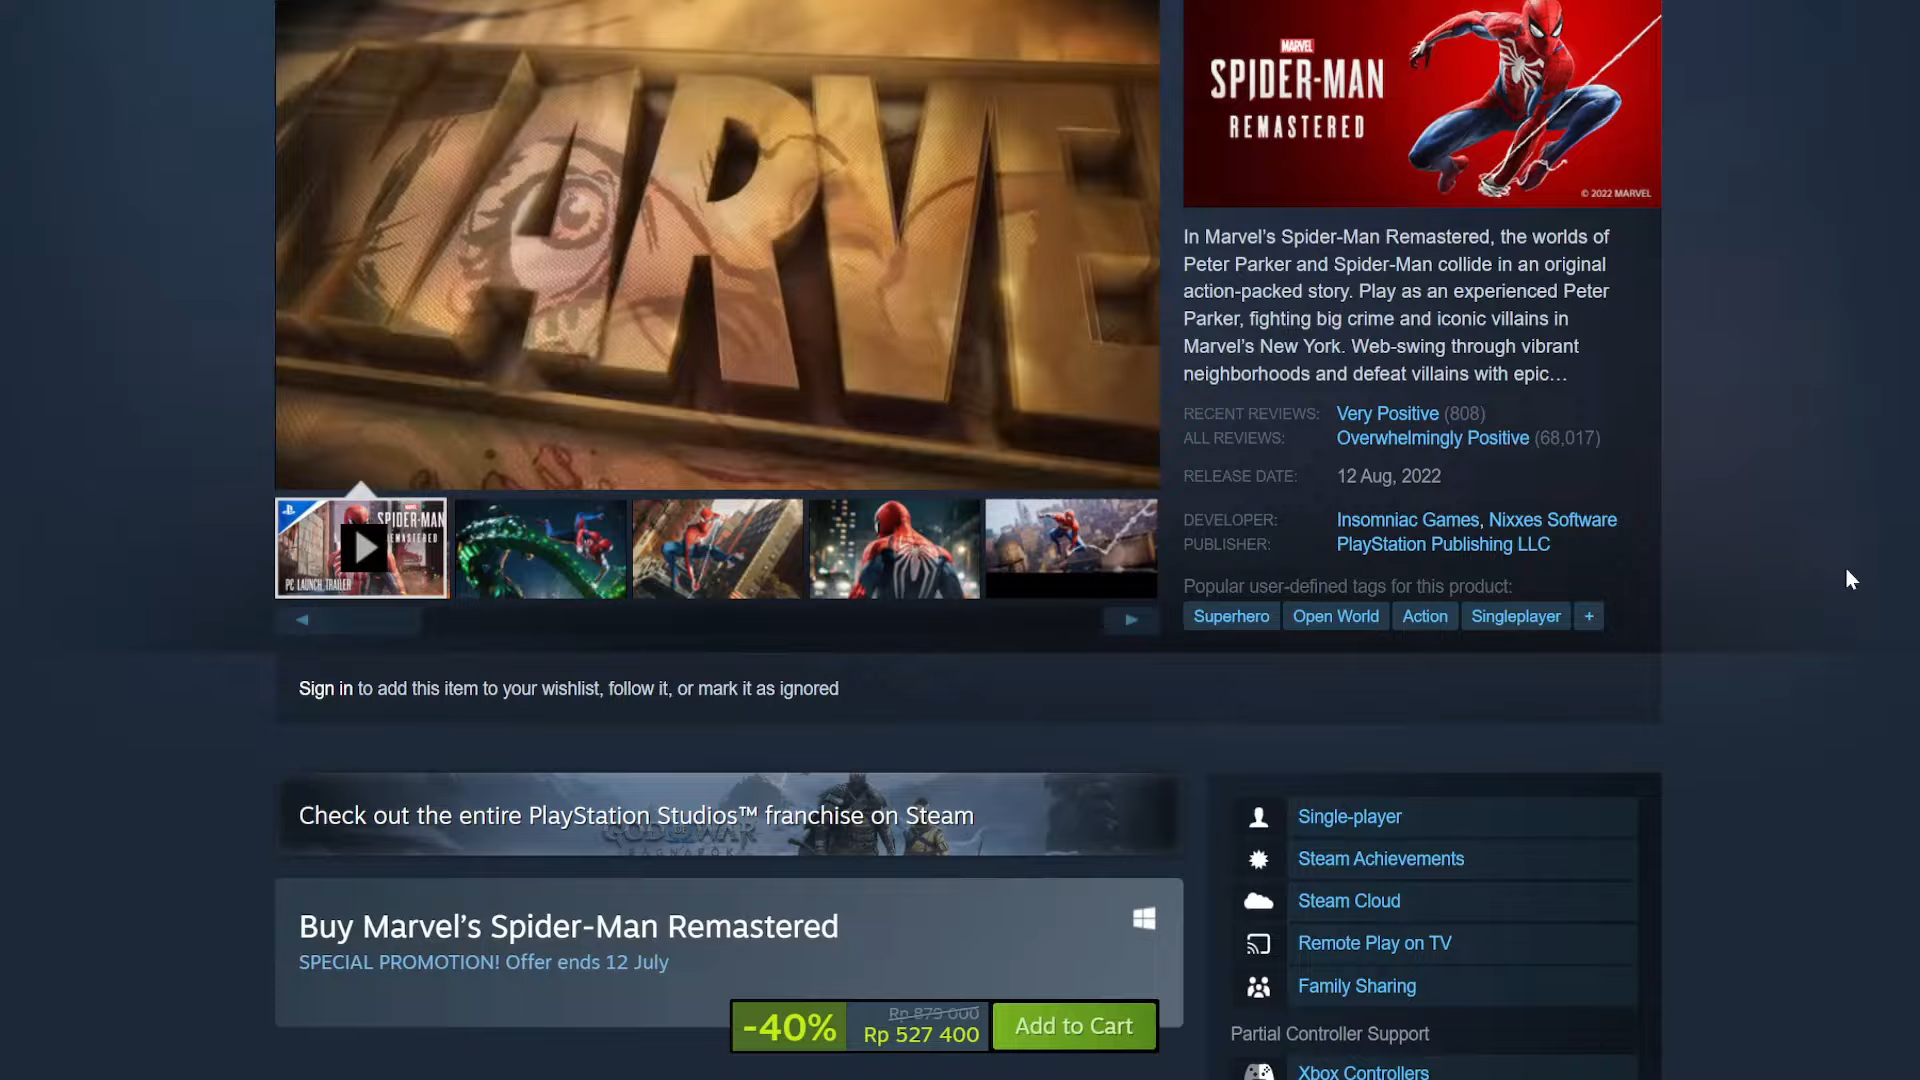 MARVEL
MARVEL
SPIDER-MAN
REMASTERED
© 2022 MARVEL
In Marvel’s Spider-Man Remastered, the worlds of
Peter Parker and Spider-Man collide in an original
action-packed story. Play as an experienced Peter
Parker, fighting big crime and iconic villains in
Marvel’s New York. Web-swing through vibrant
neighborhoods and defeat villains with epic…
RECENT REVIEWS: Very Positive (808)
ALL REVIEWS: Overwhelmingly Positive (68,017)
RELEASE DATE: 12 Aug, 2022
DEVELOPER: Insomniac Games, Nixxes Software
PUBLISHER: PlayStation Publishing LLC
Popular user-defined tags for this product:
Superhero Open World Action Singleplayer +
SPIDER-MAN
REMASTERED
PC LAUNCH TRAILER
Sign in to add this item to your wishlist, follow it, or mark it as ignored
Check out the entire PlayStation Studios™ franchise on Steam
GOD OF WAR
RAGNARÖK
Buy Marvel’s Spider-Man Remastered
SPECIAL PROMOTION! Offer ends 12 July
-40%
Rp 879 000
Rp 527 400
Add to Cart
Single-player
Steam Achievements
Steam Cloud
Remote Play on TV
Family Sharing
Partial Controller Support
Xbox Controllers